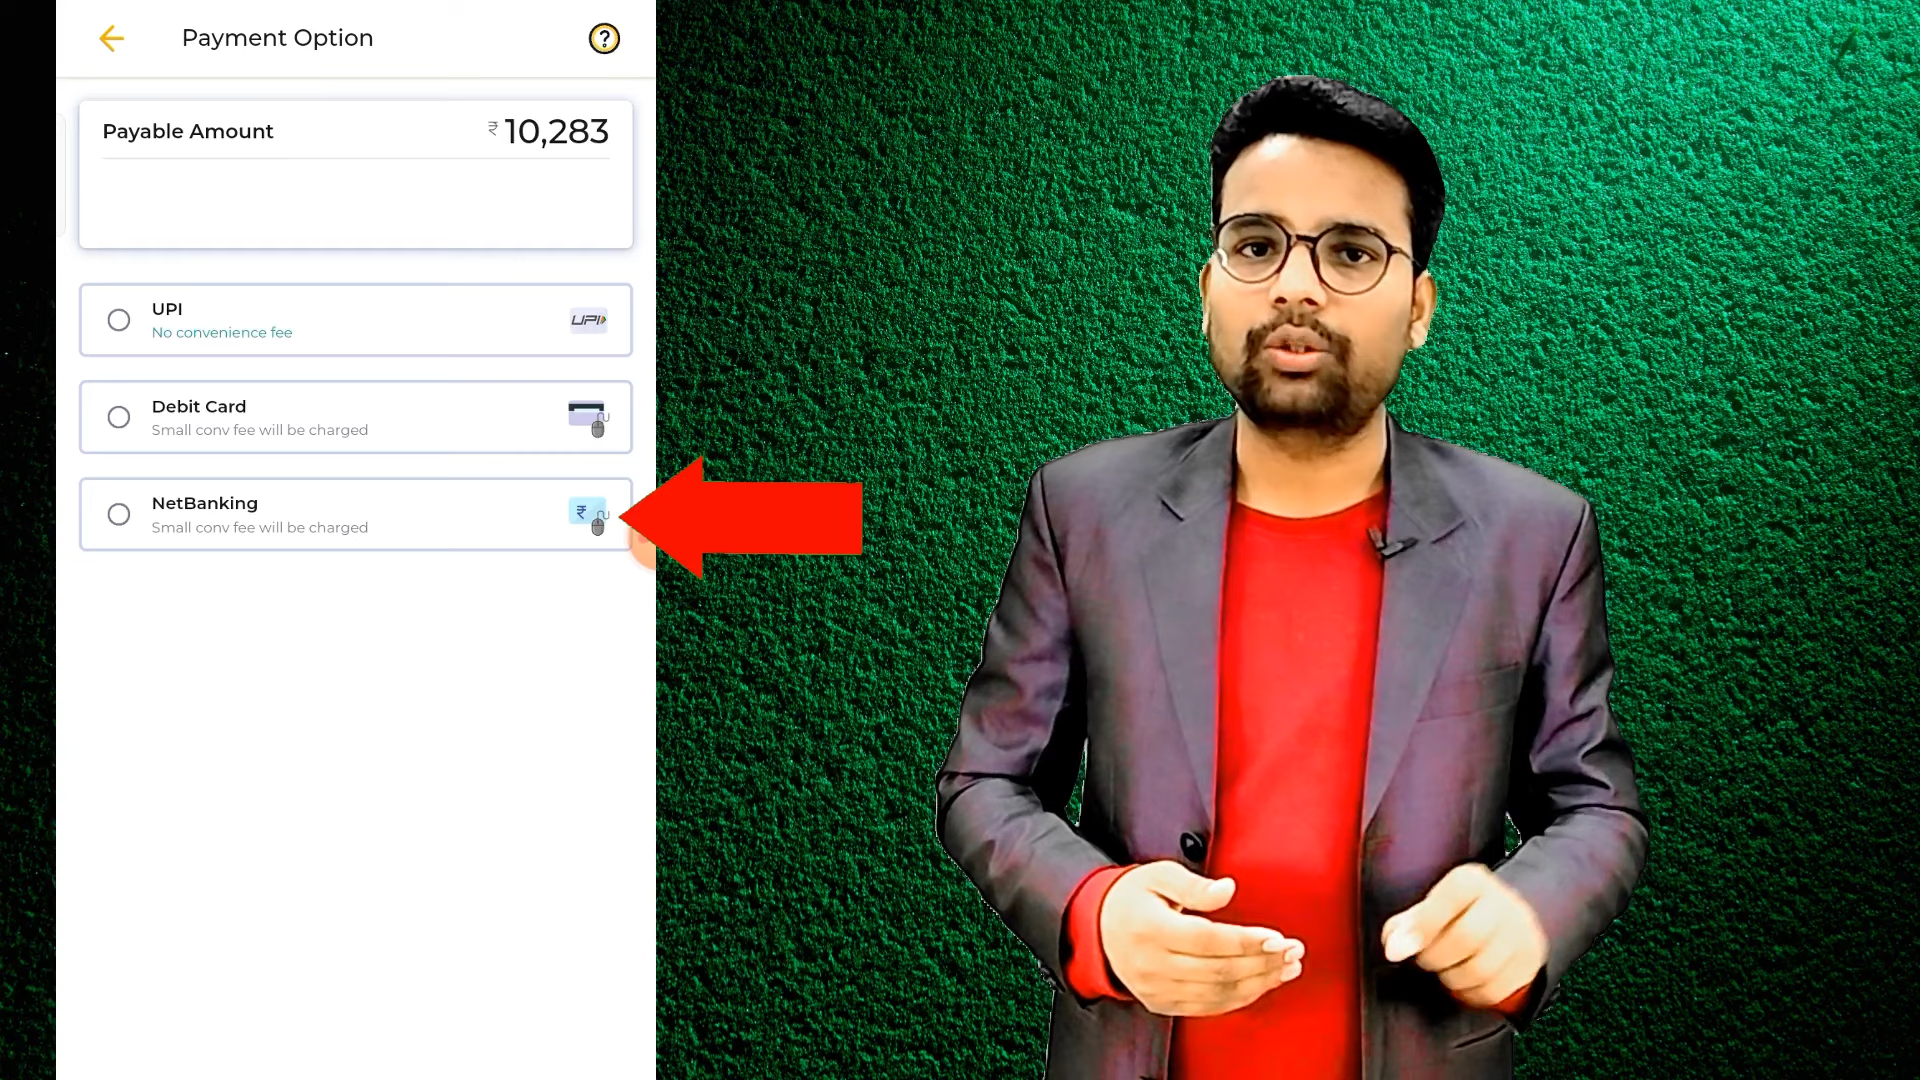 Payment Option
?
Payable Amount
₹ 10,283
UPI
No convenience fee
UPI
Debit Card
Small conv fee will be charged
NetBanking
Small conv fee will be charged
₹